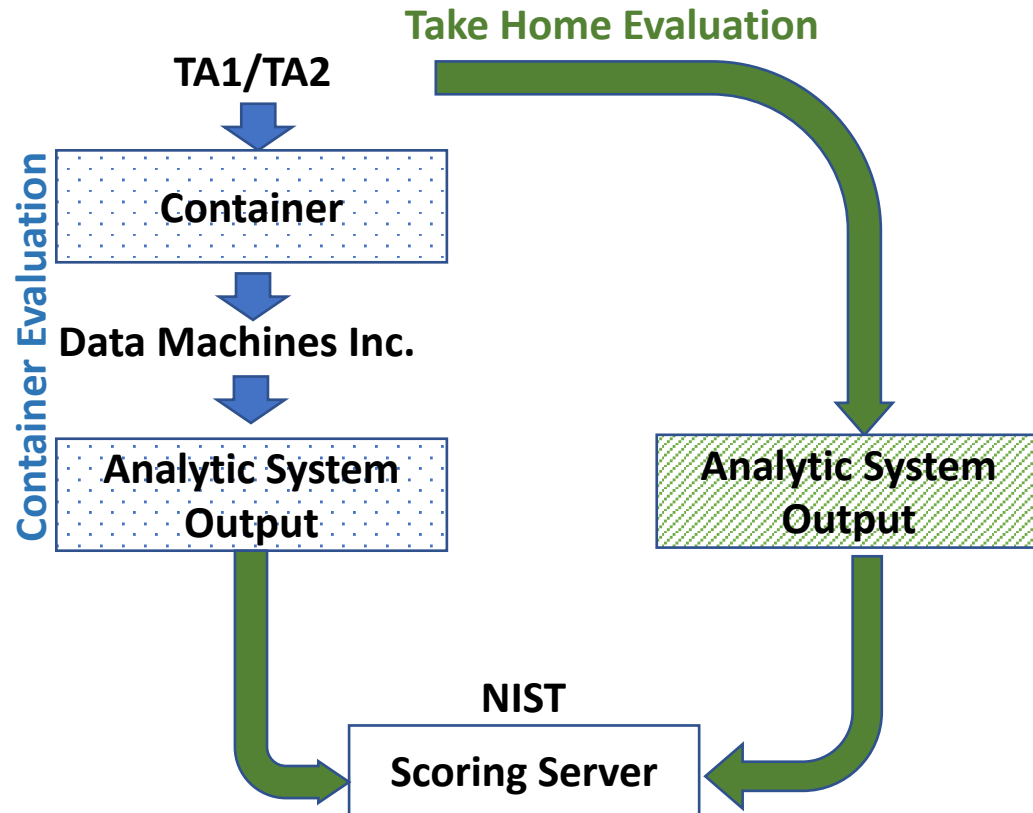 Take Home Evaluation
TA1/TA2
Container Evaluation
Container
Data Machines Inc.
Analytic System
Output
Analytic System
Output
NIST
Scoring Server